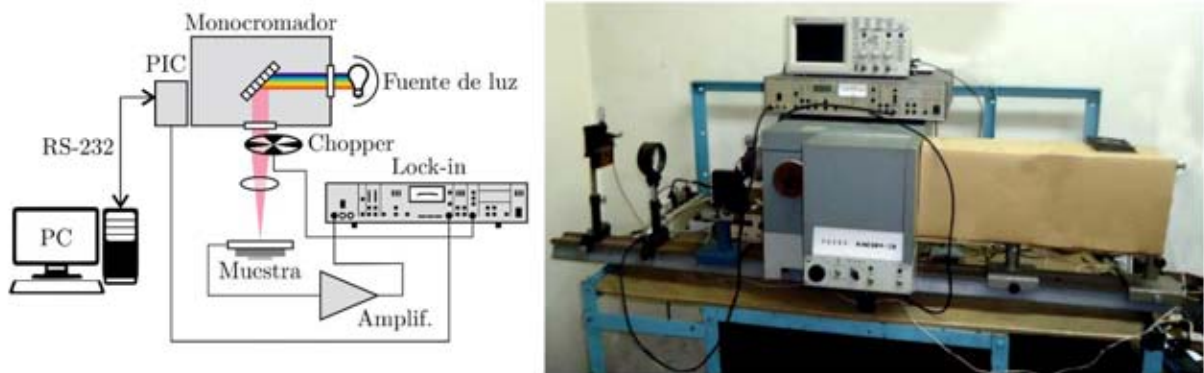 Monocromador
PIC
Fuente de luz
RS-232
Chopper
Lock-in
PC
Muestra
Amplif.